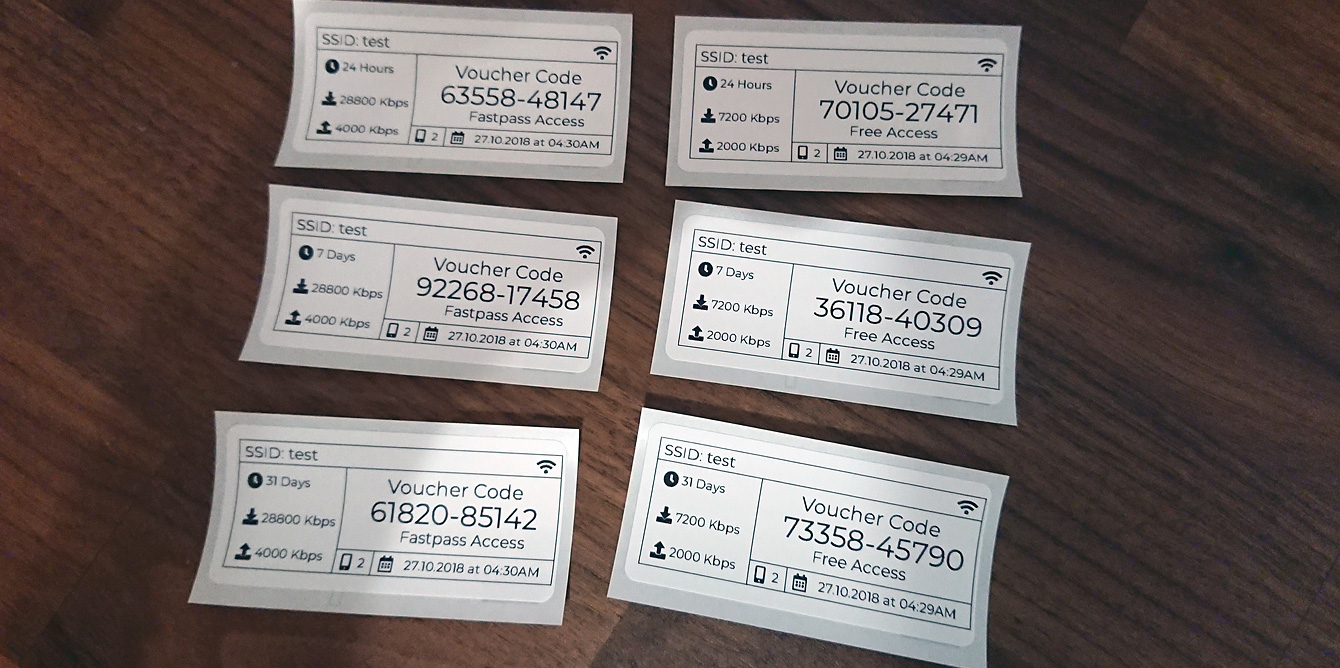 SSID: test
24 Hours
28800 Kbps
4000 Kbps
Voucher Code
63558-48147
Fastpass Access
2 27.10.2018 at 04:30AM
SSID: test
24 Hours
7200 Kbps
2000 Kbps
Voucher Code
70105-27471
Free Access
2 27.10.2018 at 04:29AM
SSID: test
7 Days
28800 Kbps
4000 Kbps
Voucher Code
92268-17458
Fastpass Access
2 27.10.2018 at 04:30AM
SSID: test
7 Days
7200 Kbps
2000 Kbps
Voucher Code
36118-40309
Free Access
2 27.10.2018 at 04:29AM
SSID: test
31 Days
28800 Kbps
4000 Kbps
Voucher Code
61820-85142
Fastpass Access
2 27.10.2018 at 04:30AM
SSID: test
31 Days
7200 Kbps
2000 Kbps
Voucher Code
73358-45790
Free Access
2 27.10.2018 at 04:29AM